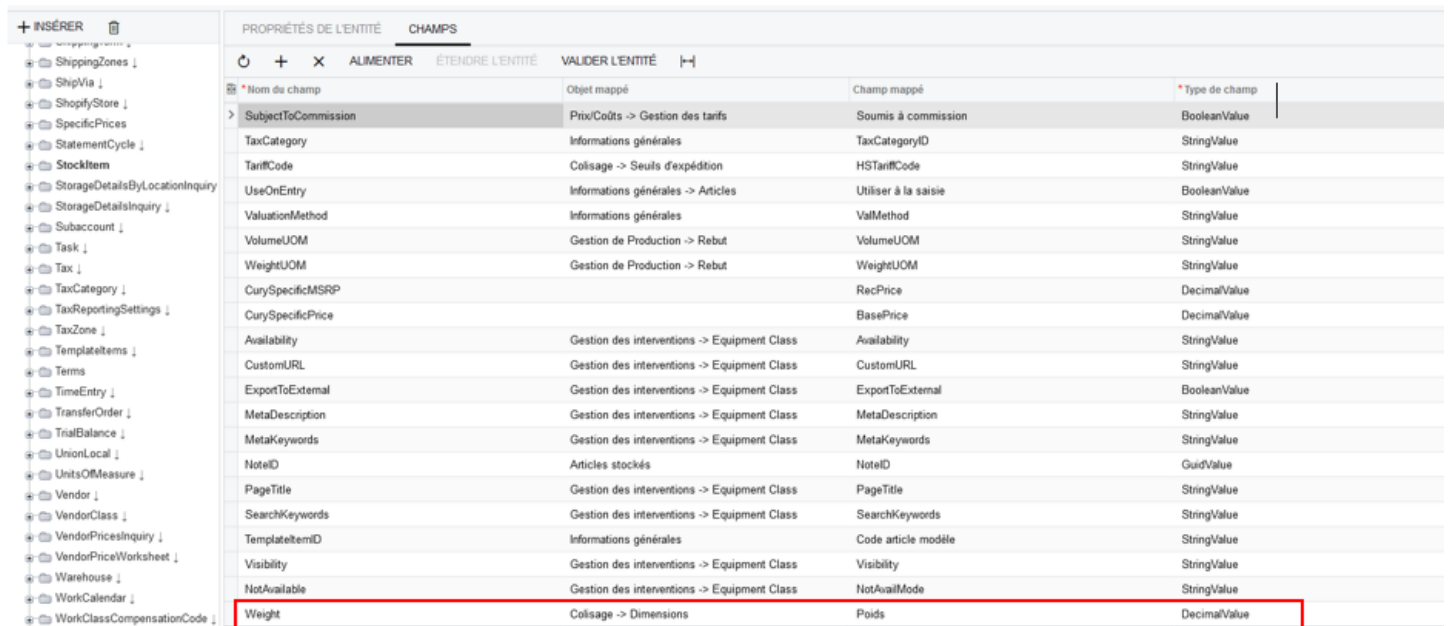 INSÉRER
ShippingTerm ↓
ShippingZones ↓
ShipVia ↓
ShopifyStore ↓
SpecificPrices
StatementCycle ↓
StockItem
StorageDetailsByLocationInquiry
StorageDetailsInquiry ↓
Subaccount ↓
Task ↓
Tax ↓
TaxCategory ↓
TaxReportingSettings ↓
TaxZone ↓
TemplateItems ↓
Terms
TimeEntry ↓
TransferOrder ↓
TrialBalance ↓
UnionLocal ↓
UnitsOfMeasure ↓
Vendor ↓
VendorClass ↓
VendorPricesInquiry ↓
VendorPriceWorksheet ↓
Warehouse ↓
WorkCalendar ↓
WorkClassCompensationCode ↓
PROPRIÉTÉS DE L'ENTITÉ CHAMPS
ALIMENTER ÉTENDRE L'ENTITÉ VALIDER L'ENTITÉ
* Nom du champ Objet mappé Champ mappé * Type de champ
SubjectToCommission Prix/Coûts -> Gestion des tarifs Soumis à commission BooleanValue
TaxCategory Informations générales TaxCategoryID StringValue
TariffCode Colisage -> Seuils d'expédition HSTariffCode StringValue
UseOnEntry Informations générales -> Articles Utiliser à la saisie BooleanValue
ValuationMethod Informations générales ValMethod StringValue
VolumeUOM Gestion de Production -> Rebut VolumeUOM StringValue
WeightUOM Gestion de Production -> Rebut WeightUOM StringValue
CurySpecificMSRP RecPrice DecimalValue
CurySpecificPrice BasePrice DecimalValue
Availability Gestion des interventions -> Equipment Class Availability StringValue
CustomURL Gestion des interventions -> Equipment Class CustomURL StringValue
ExportToExternal Gestion des interventions -> Equipment Class ExportToExternal BooleanValue
MetaDescription Gestion des interventions -> Equipment Class MetaDescription StringValue
MetaKeywords Gestion des interventions -> Equipment Class MetaKeywords StringValue
NoteID Articles stockés NoteID GuidValue
PageTitle Gestion des interventions -> Equipment Class PageTitle StringValue
SearchKeywords Gestion des interventions -> Equipment Class SearchKeywords StringValue
TemplateItemID Informations générales Code article modèle StringValue
Visibility Gestion des interventions -> Equipment Class Visibility StringValue
NotAvailable Gestion des interventions -> Equipment Class NotAvailMode StringValue
Weight Colisage -> Dimensions Poids DecimalValue